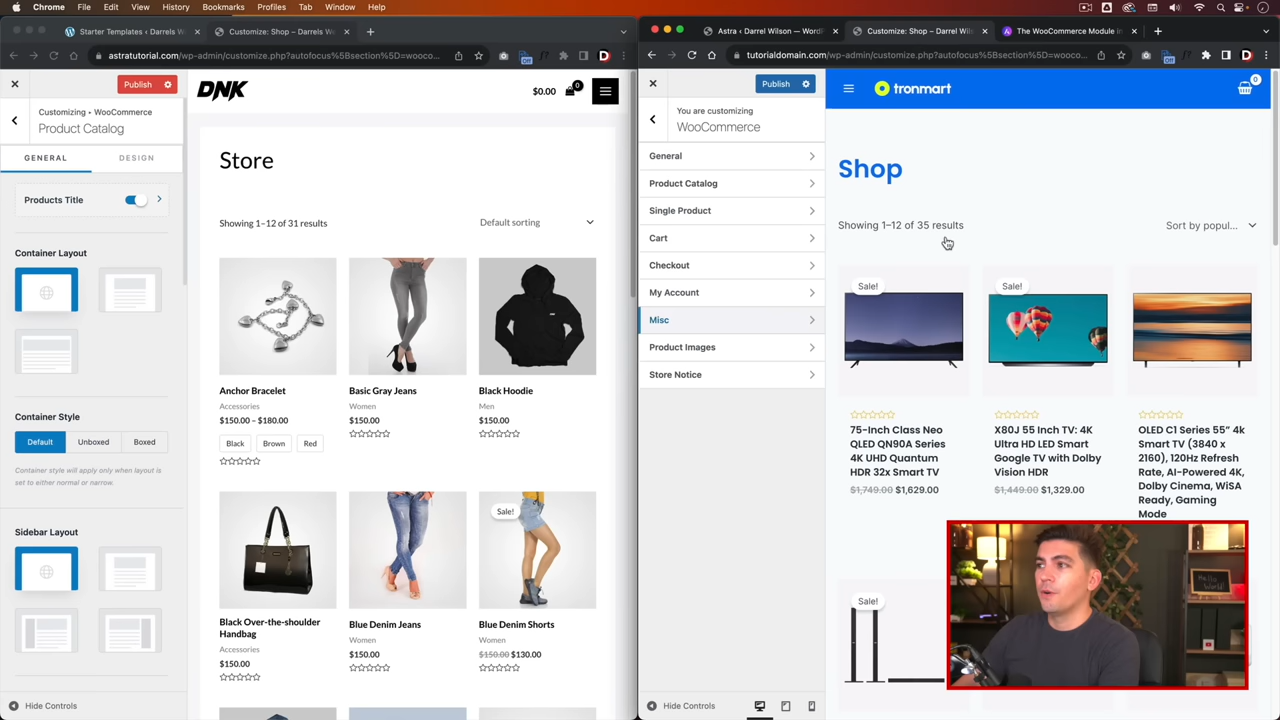 Chrome File Edit View History Bookmarks Profiles Tab Window Help
Starter Templates ‹ Darrels We
Customize: Shop – Darrels We
astratutorial.com/wp-admin/customize.php?autofocus%5Bsection%5D=wooco...
Off
D
Publish
Customizing • WooCommerce
Product Catalog
GENERAL
DESIGN
Products Title
Container Layout
Container Style
Default
Unboxed
Boxed
Container style will apply only when layout is
set to either normal or narrow.
Sidebar Layout
Hide Controls
DNK
$0.00
0
Store
Showing 1–12 of 31 results
Default sorting
Anchor Bracelet
Accessories
$150.00 – $180.00
Black
Brown
Red
Basic Gray Jeans
Women
$150.00
Black Hoodie
Men
$150.00
Black Over-the-shoulder
Handbag
Accessories
$150.00
Blue Denim Jeans
Women
$150.00
Sale!
Blue Denim Shorts
Women
$150.00 $130.00
Astra ‹ Darrel Wilson — WordP
Customize: Shop – Darrel Wils
The WooCommerce Module in
tutorialdomain.com/wp-admin/customize.php?autofocus%5Bsection%5D=wooco...
Off
D
Publish
You are customizing
WooCommerce
General
Product Catalog
Single Product
Cart
Checkout
My Account
Misc
Product Images
Store Notice
Hide Controls
tronmart
0
Shop
Showing 1–12 of 35 results
Sort by popul...
Sale!
75-Inch Class Neo
QLED QN90A Series
4K UHD Quantum
HDR 32x Smart TV
$1,749.00 $1,629.00
Sale!
X80J 55 Inch TV: 4K
Ultra HD LED Smart
Google TV with Dolby
Vision HDR
$1,449.00 $1,329.00
OLED C1 Series 55” 4k
Smart TV (3840 x
2160), 120Hz Refresh
Rate, AI-Powered 4K,
Dolby Cinema, WiSA
Ready, Gaming
Mode
Sale!
Hello
World!